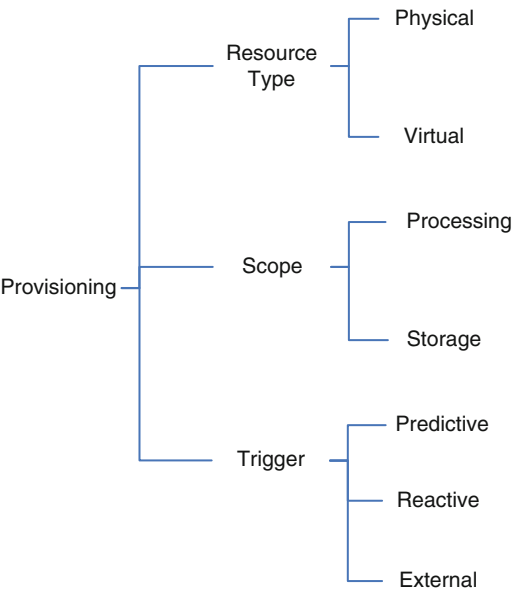 Provisioning
Resource
Type
Physical
Virtual
Scope
Processing
Storage
Trigger
Predictive
Reactive
External